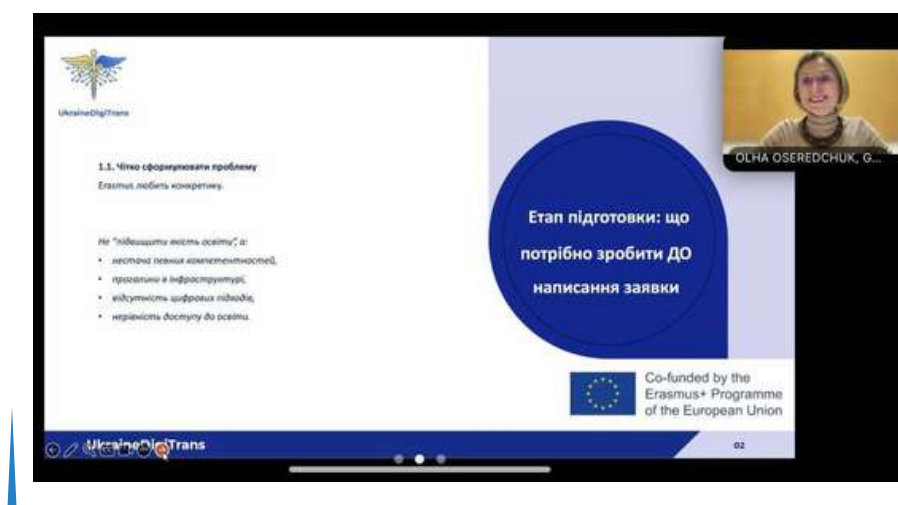 UkraineDigiTrans
1.1. Чітко сформулювати проблему
Erasmus любить конкретику.
Не "підвищити якість освіти", а:
• нестача певних компетентностей,
• прогалини в інфраструктурі,
• відсутність цифрових підходів,
• нерівність доступу до освіти.
Етап підготовки: що
потрібно зробити ДО
написання заявки
OLHA OSEREDCHUK, G...
Co-funded by the
Erasmus+ Programme
of the European Union
UkraineDigiTrans
02